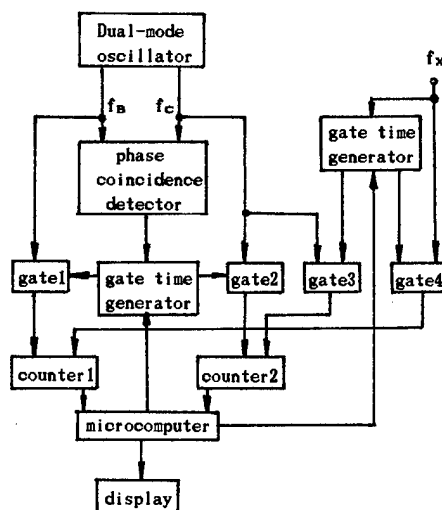 Dual-mode
oscillator
fB
fC
fx
phase
coincidence
detector
gate time
generator
gate1
gate time
generator
gate2
gate3
gate4
counter1
counter2
microcomputer
display